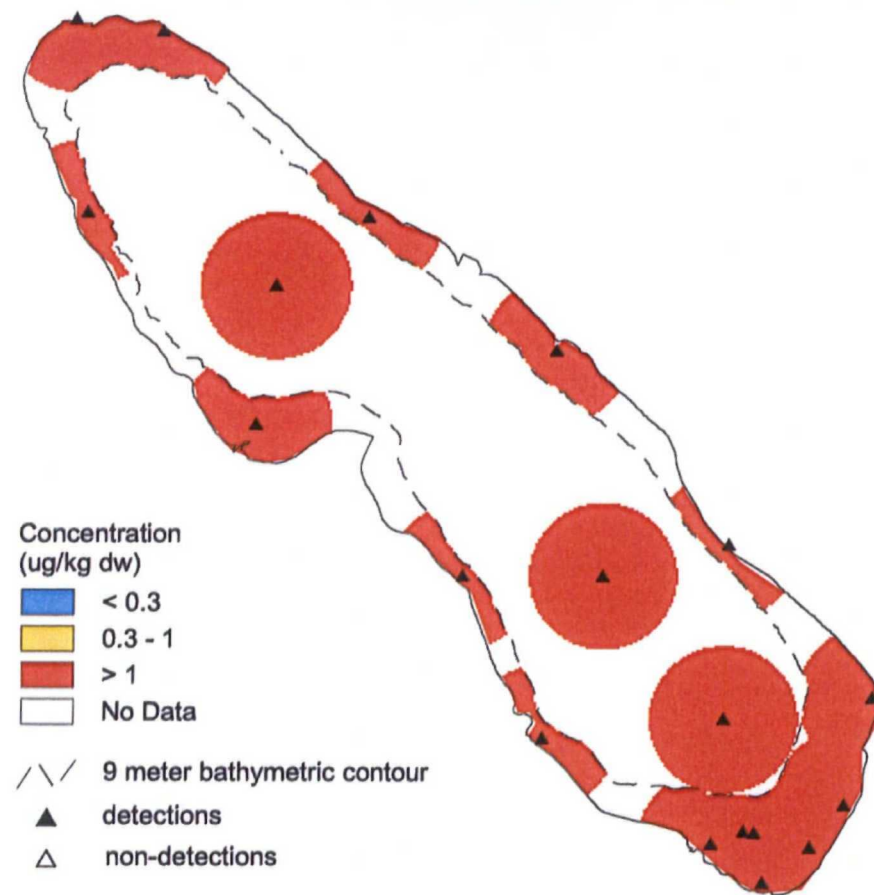 Concentration
(ug/kg dw)
< 0.3
0.3 - 1
> 1
No Data
9 meter bathymetric contour
detections
non-detections